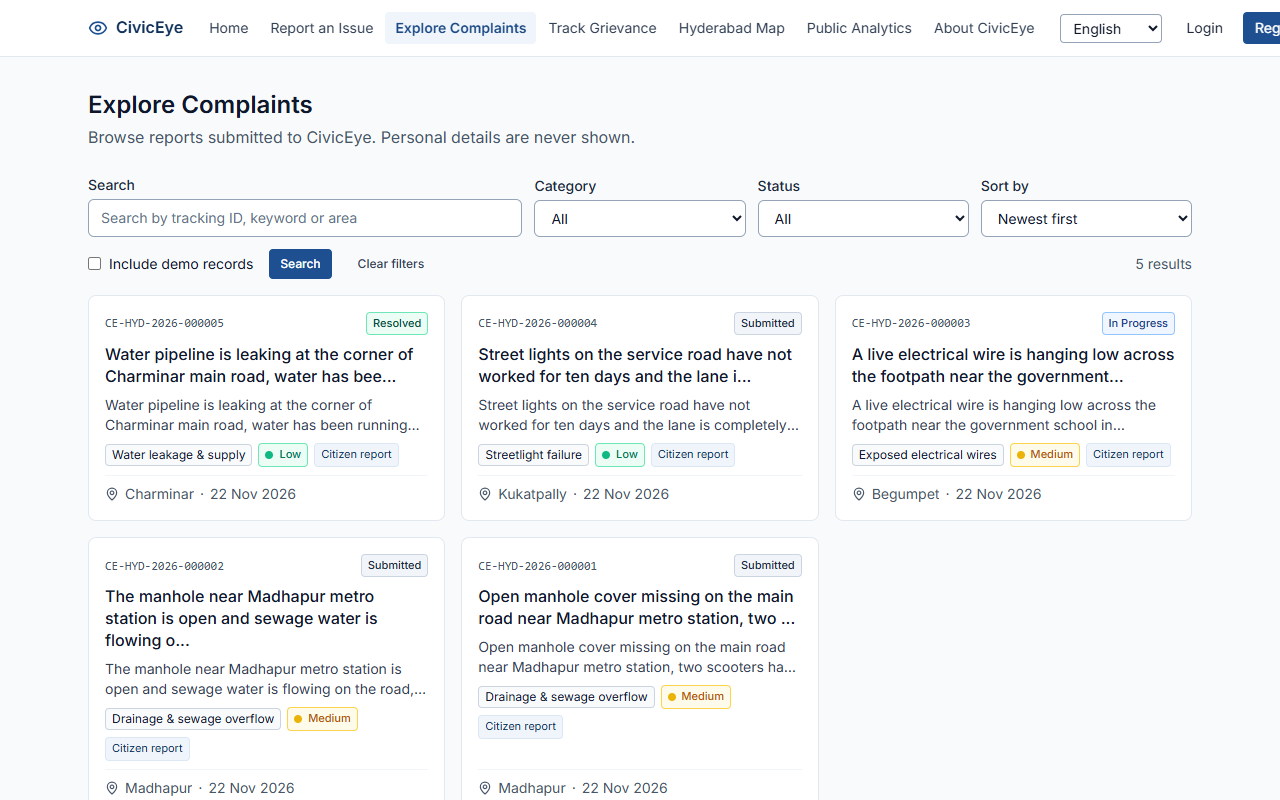 CivicEye Home Report an Issue Explore Complaints Track Grievance Hyderabad Map Public Analytics About CivicEye English Login
Explore Complaints
Browse reports submitted to CivicEye. Personal details are never shown.
Search Category Status Sort by
Search by tracking ID, keyword or area All All Newest first
Include demo records Search Clear filters 5 results
CE-HYD-2026-000005 Resolved
Water pipeline is leaking at the corner of
Charminar main road, water has bee...
Water pipeline is leaking at the corner of
Charminar main road, water has been running...
Water leakage & supply Low Citizen report
Charminar · 22 Nov 2026
CE-HYD-2026-000004 Submitted
Street lights on the service road have not
worked for ten days and the lane i...
Street lights on the service road have not
worked for ten days and the lane is completely...
Streetlight failure Low Citizen report
Kukatpally · 22 Nov 2026
CE-HYD-2026-000003 In Progress
A live electrical wire is hanging low across
the footpath near the government...
A live electrical wire is hanging low across the
footpath near the government school in...
Exposed electrical wires Medium Citizen report
Begumpet · 22 Nov 2026
CE-HYD-2026-000002 Submitted
The manhole near Madhapur metro
station is open and sewage water is
flowing o...
The manhole near Madhapur metro station is
open and sewage water is flowing on the road,...
Drainage & sewage overflow Medium
Citizen report
Madhapur · 22 Nov 2026
CE-HYD-2026-000001 Submitted
Open manhole cover missing on the main
road near Madhapur metro station, two ...
Open manhole cover missing on the main road
near Madhapur metro station, two scooters ha...
Drainage & sewage overflow Medium
Citizen report
Madhapur · 22 Nov 2026